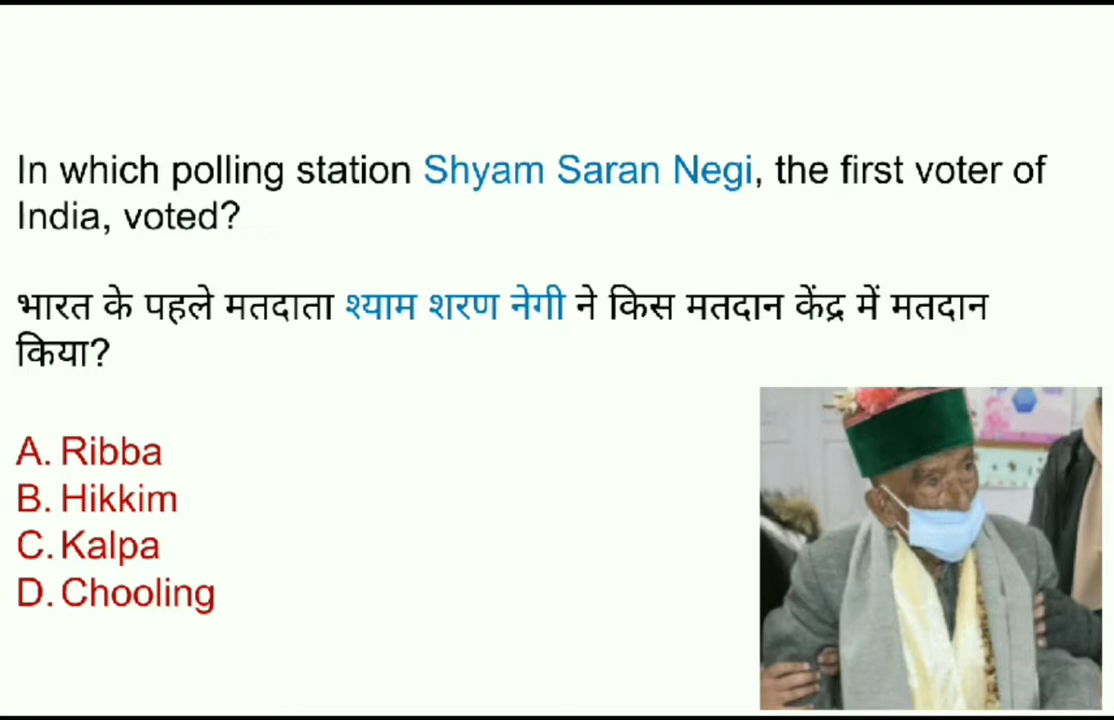 In which polling station Shyam Saran Negi, the first voter of
India, voted?
भारत के पहले मतदाता श्याम शरण नेगी ने किस मतदान केंद्र में मतदान
किया?
A. Ribba
B. Hikkim
C. Kalpa
D. Chooling